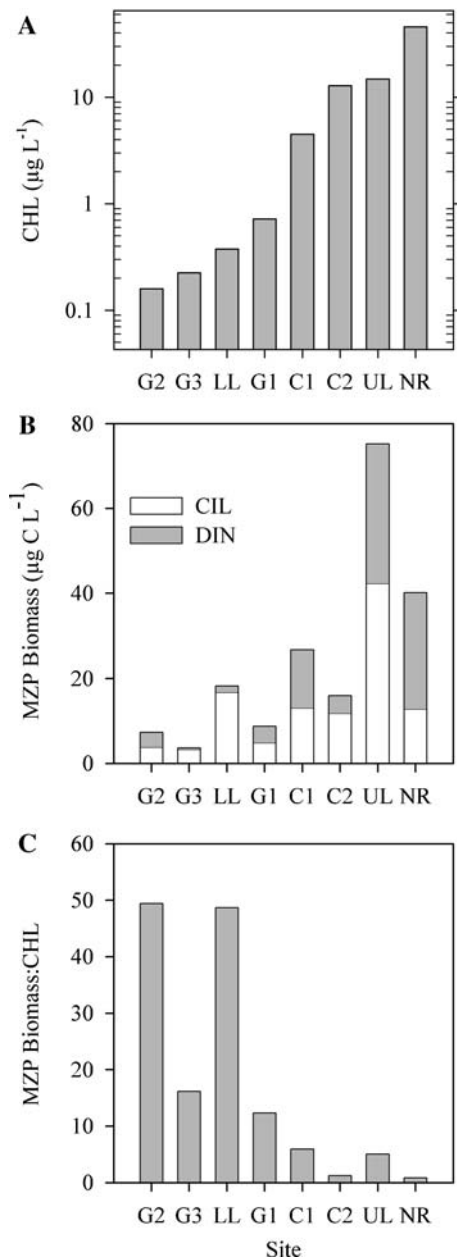 A
CHL (µg L⁻¹)
10
1
0.1
G2 G3 LL G1 C1 C2 UL NR
B
MZP Biomass (µg C L⁻¹)
80
60
40
20
0
CIL
DIN
G2 G3 LL G1 C1 C2 UL NR
C
MZP Biomass:CHL
60
50
40
30
20
10
0
G2 G3 LL G1 C1 C2 UL NR
Site